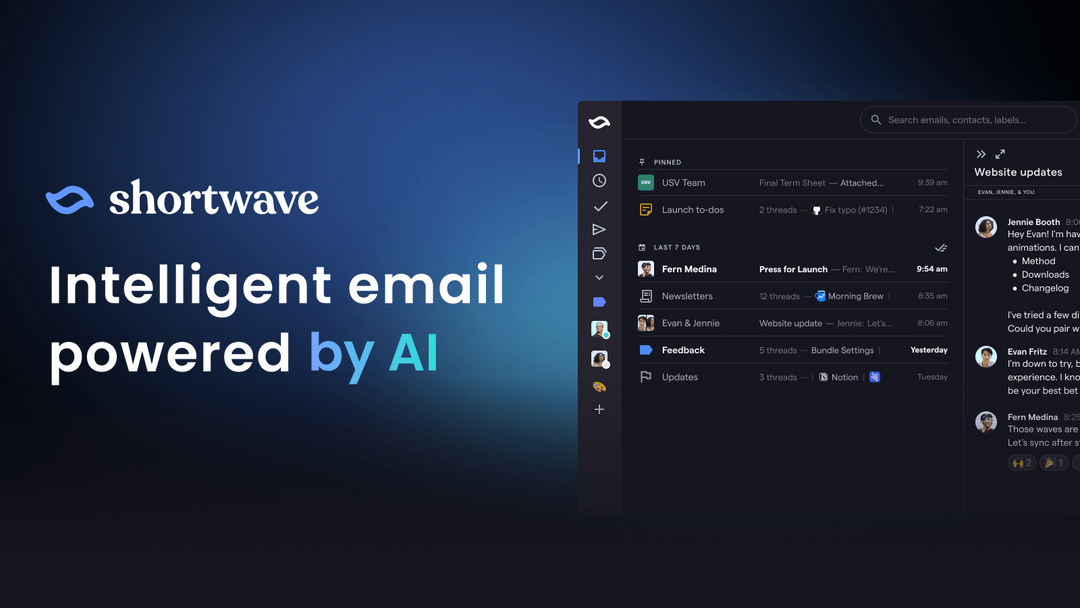 shortwave
Intelligent email
powered by AI
Search emails, contacts, labels...
PINNED
USV USV Team Final Term Sheet — Attached... 9:39 am
Launch to-dos 2 threads — Fix typo (#1234) 7:22 am
LAST 7 DAYS
Fern Medina Press for Launch — Fern: We're... 9:54 am
Newsletters 12 threads — Morning Brew 8:35 am
Evan & Jennie Website update — Jennie: Let's... 8:06 am
Feedback 5 threads — Bundle Settings Yesterday
Updates 3 threads — Notion Tuesday
Website updates
EVAN, JENNIE, & YOU
Jennie Booth 8:0
Hey Evan! I'm hav
animations. I can
• Method
• Downloads
• Changelog
I've tried a few di
Could you pair w
Evan Fritz 8:14 A
I'm down to try, b
experience. I kno
be your best bet
Fern Medina 8:25
Those waves are
Let's sync after s
2 1